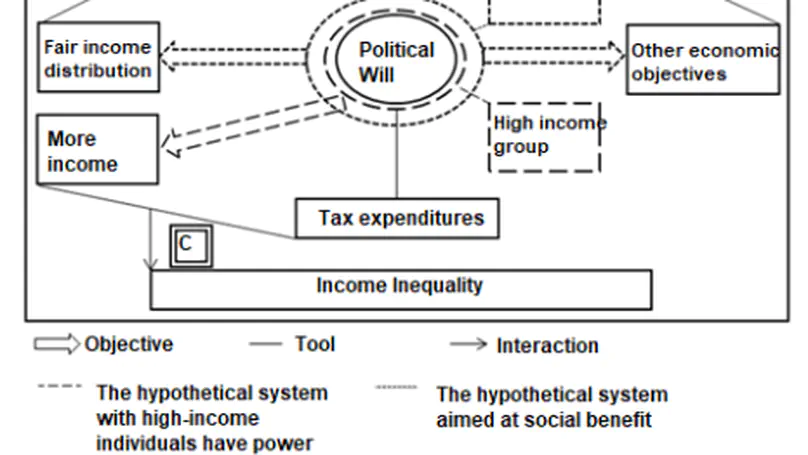 Fair income
distribution
Political
Will
Other economic
objectives
More
income
High income
group
Tax expenditures
C
Income Inequality
Objective
Tool
Interaction
The hypothetical system
with high-income
individuals have power
The hypothetical system
aimed at social benefit